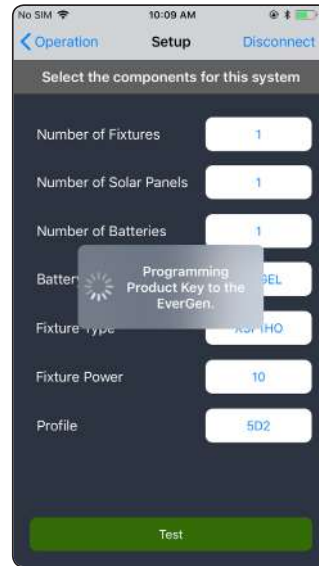 No SIM 10:09 AM
Operation Setup Disconnect
Select the components for this system
Number of Fixtures 1
Number of Solar Panels 1
Number of Batteries 1
Programming
Product Key to the
EverGen.
Fixture Power 10
Profile 5D2
Test